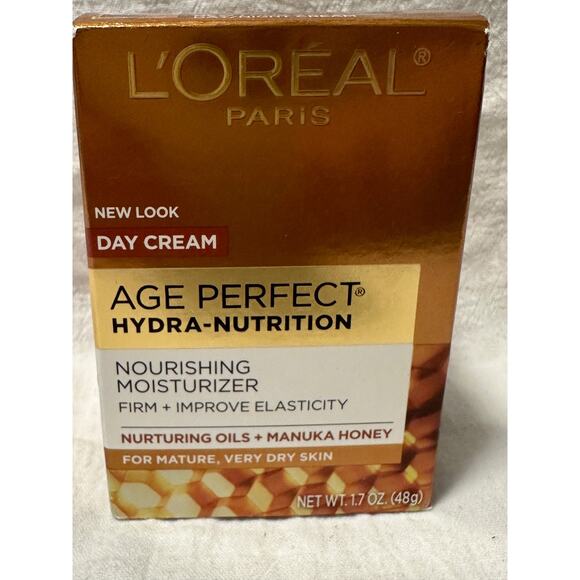 L'ORÉAL®
PARIS
NEW LOOK
DAY CREAM
AGE PERFECT®
HYDRA-NUTRITION
NOURISHING
MOISTURIZER
FIRM + IMPROVE ELASTICITY
NURTURING OILS + MANUKA HONEY
FOR MATURE, VERY DRY SKIN
NET WT. 1.7 OZ. (48g)